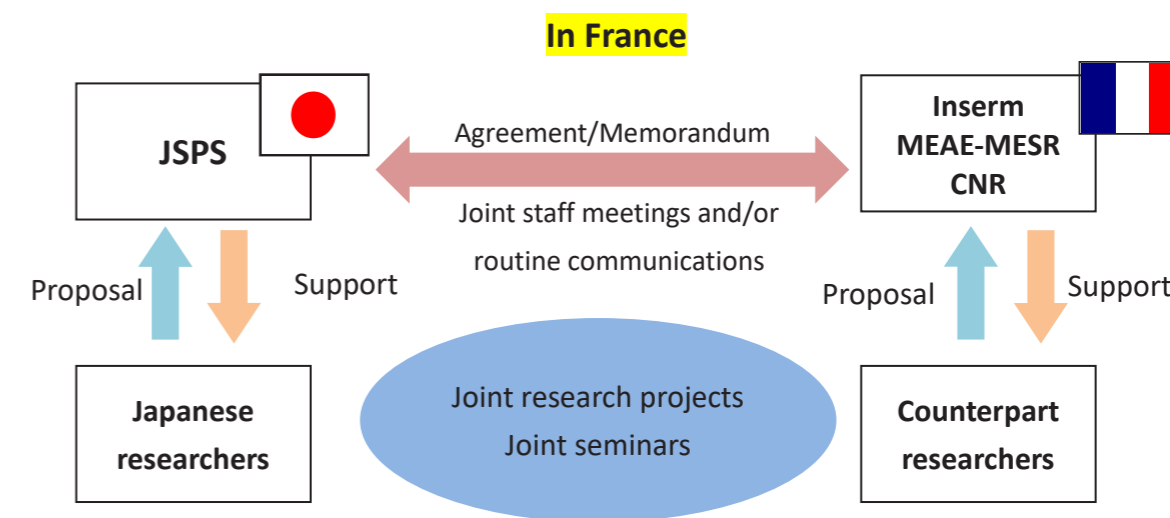 In France
JSPS
Agreement/Memorandum
Joint staff meetings and/or
routine communications
Inserm
MEAE-MESR
CNR
Proposal
Support
Proposal
Support
Japanese
researchers
Joint research projects
Joint seminars
Counterpart
researchers